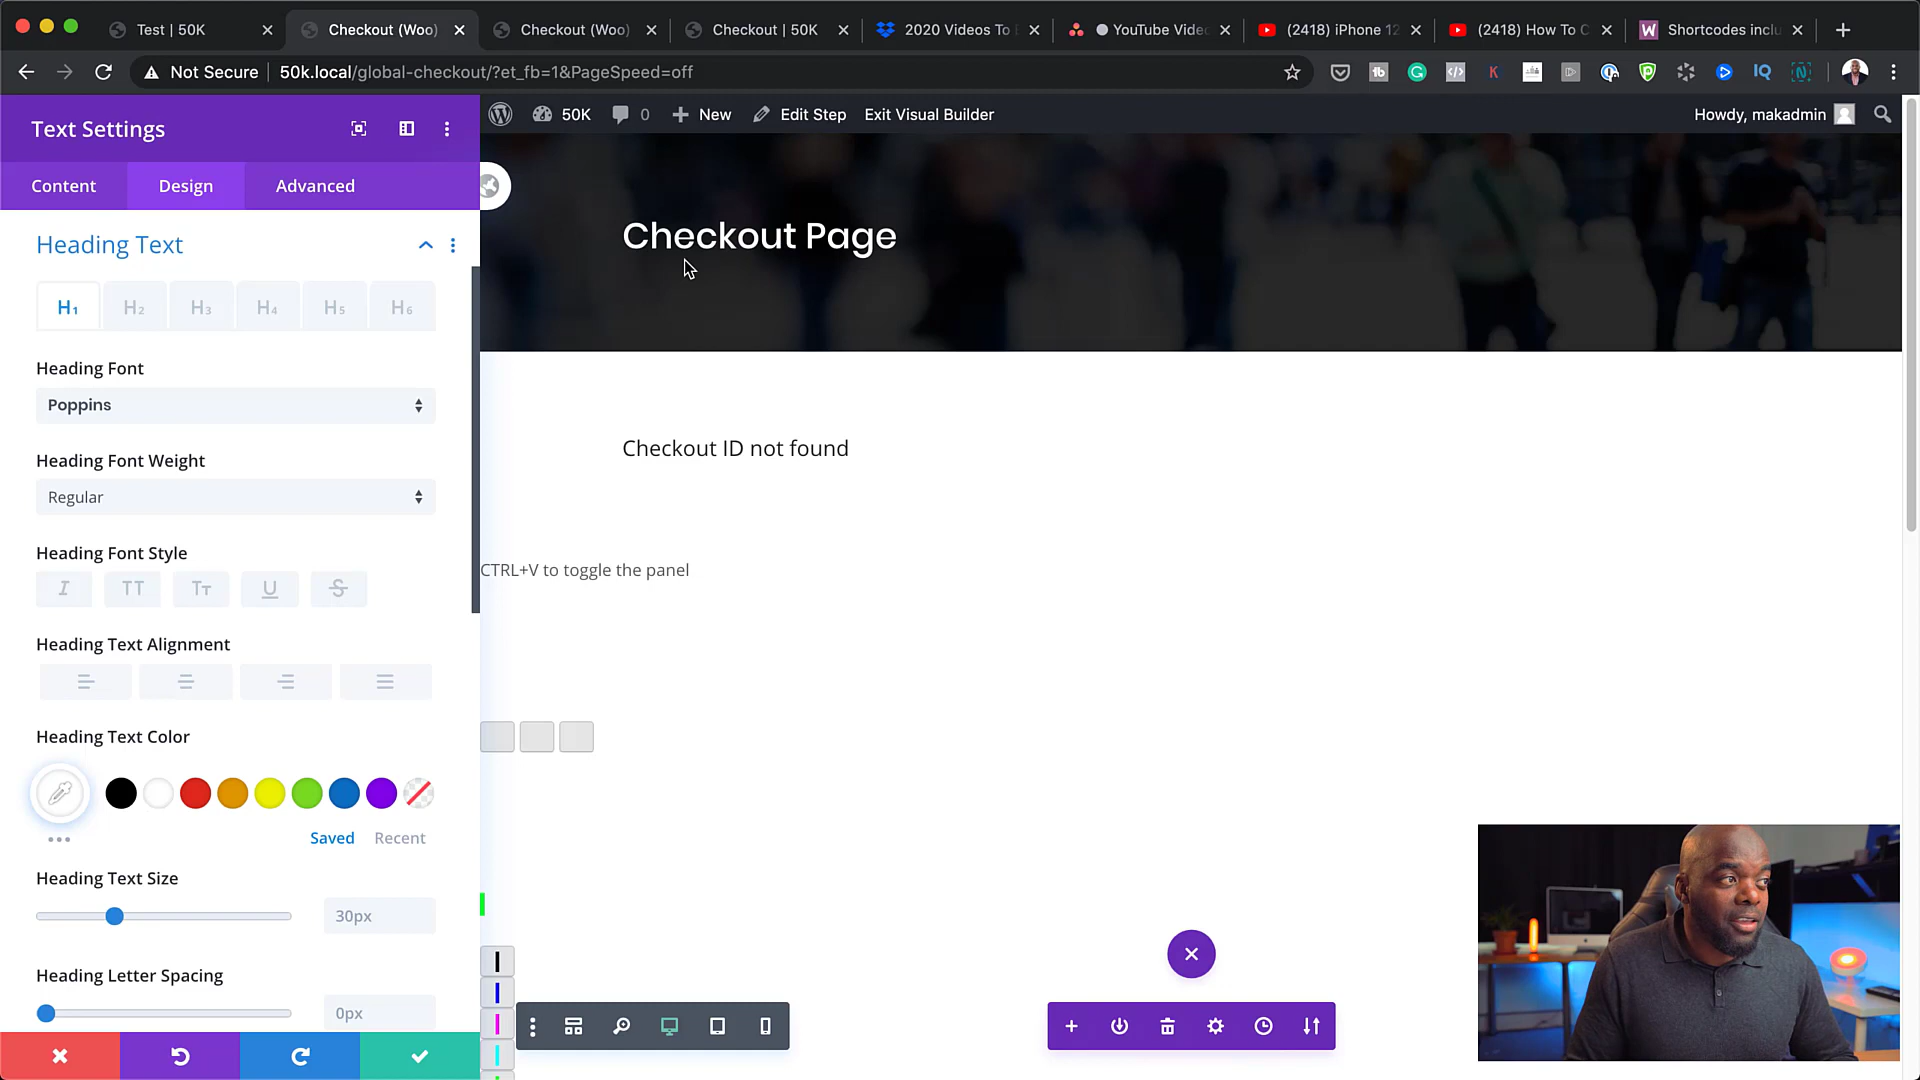 Test | 50K
Checkout (Woo)
Checkout (Woo)
Checkout | 50K
2020 Videos To
YouTube Vide
(2418) iPhone 12
(2418) How To C
Shortcodes inclu
Not Secure
50k.local/global-checkout/?et_fb=1&PageSpeed=off
50K
0
New
Edit Step
Exit Visual Builder
Howdy, makadmin
Text Settings
Content
Design
Advanced
Heading Text
H1
H2
H3
H4
H5
H6
Heading Font
Poppins
Heading Font Weight
Regular
Heading Font Style
I
TT
Tт
U
S
Heading Text Alignment
Heading Text Color
Saved
Recent
Heading Text Size
30px
Heading Letter Spacing
0px
Checkout Page
Checkout ID not found
CTRL+V to toggle the panel